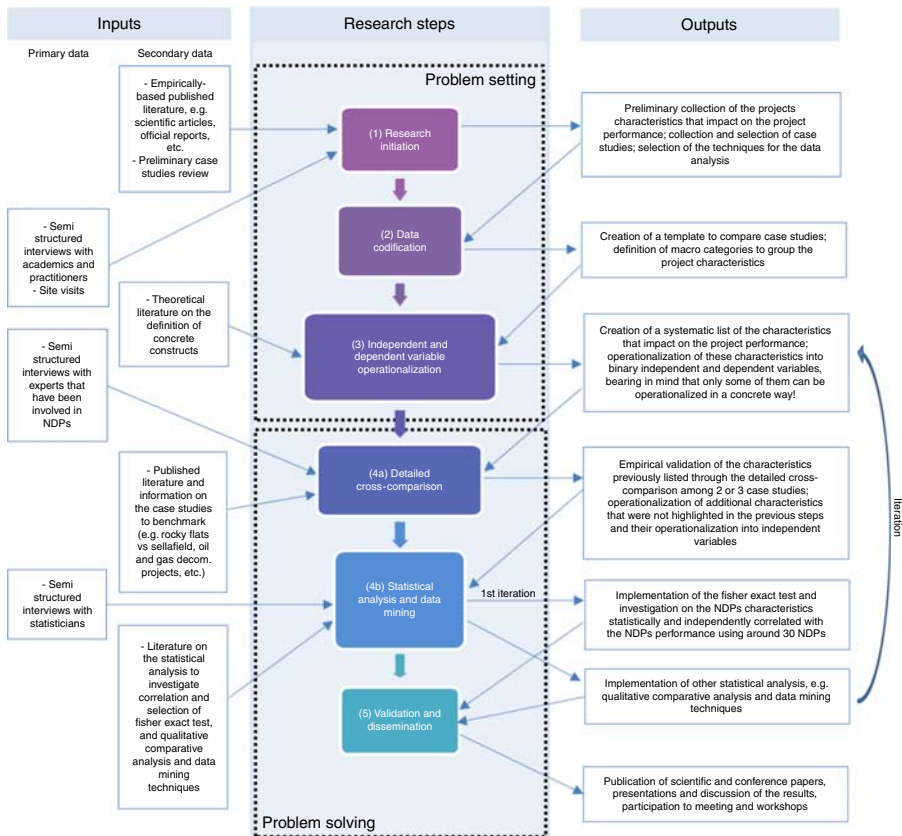 Inputs
Research steps
Outputs
Primary data
Secondary data
Problem setting
- Empirically-
based published
literature, e.g.
scientific articles,
official reports,
etc.
- Preliminary case
studies review
(1) Research
initiation
Preliminary collection of the projects
characteristics that impact on the project
performance; collection and selection of case
studies; selection of the techniques for the data
analysis
- Semi
structured
interviews with
academics and
practitioners
- Site visits
(2) Data
codification
Creation of a template to compare case studies;
definition of macro categories to group the
project characteristics
- Theoretical
literature on the
definition of
concrete
constructs
(3) Independent and
dependent variable
operationalization
Creation of a systematic list of the characteristics
that impact on the project performance;
operationalization of these characteristics into
binary independent and dependent variables,
bearing in mind that only some of them can be
operationalized in a concrete way!
- Semi
structured
interviews with
experts that
have been
involved in
NDPs
(4a) Detailed
cross-comparison
Empirical validation of the characteristics
previously listed through the detailed cross-
comparison among 2 or 3 case studies;
operationalization of additional characteristics
that were not highlighted in the previous steps
and their operationalization into independent
variables
- Published
literature and
information on
the case studies
to benchmark
(e.g. rocky flats
vs sellafield, oil
and gas decom.
projects, etc.)
Iteration
- Semi
structured
interviews with
statisticians
(4b) Statistical
analysis and data
mining
1st iteration
Implementation of the fisher exact test and
investigation on the NDPs characteristics
statistically and independently correlated with
the NDPs performance using around 30 NDPs
- Literature on
the statistical
analysis to
investigate
correlation and
selection of
fisher exact test,
and qualitative
comparative
analysis and data
mining
techniques
Implementation of other statistical analysis, e.g.
qualitative comparative analysis and data mining
techniques
(5) Validation and
dissemination
Publication of scientific and conference papers,
presentations and discussion of the results,
participation to meeting and workshops
Problem solving